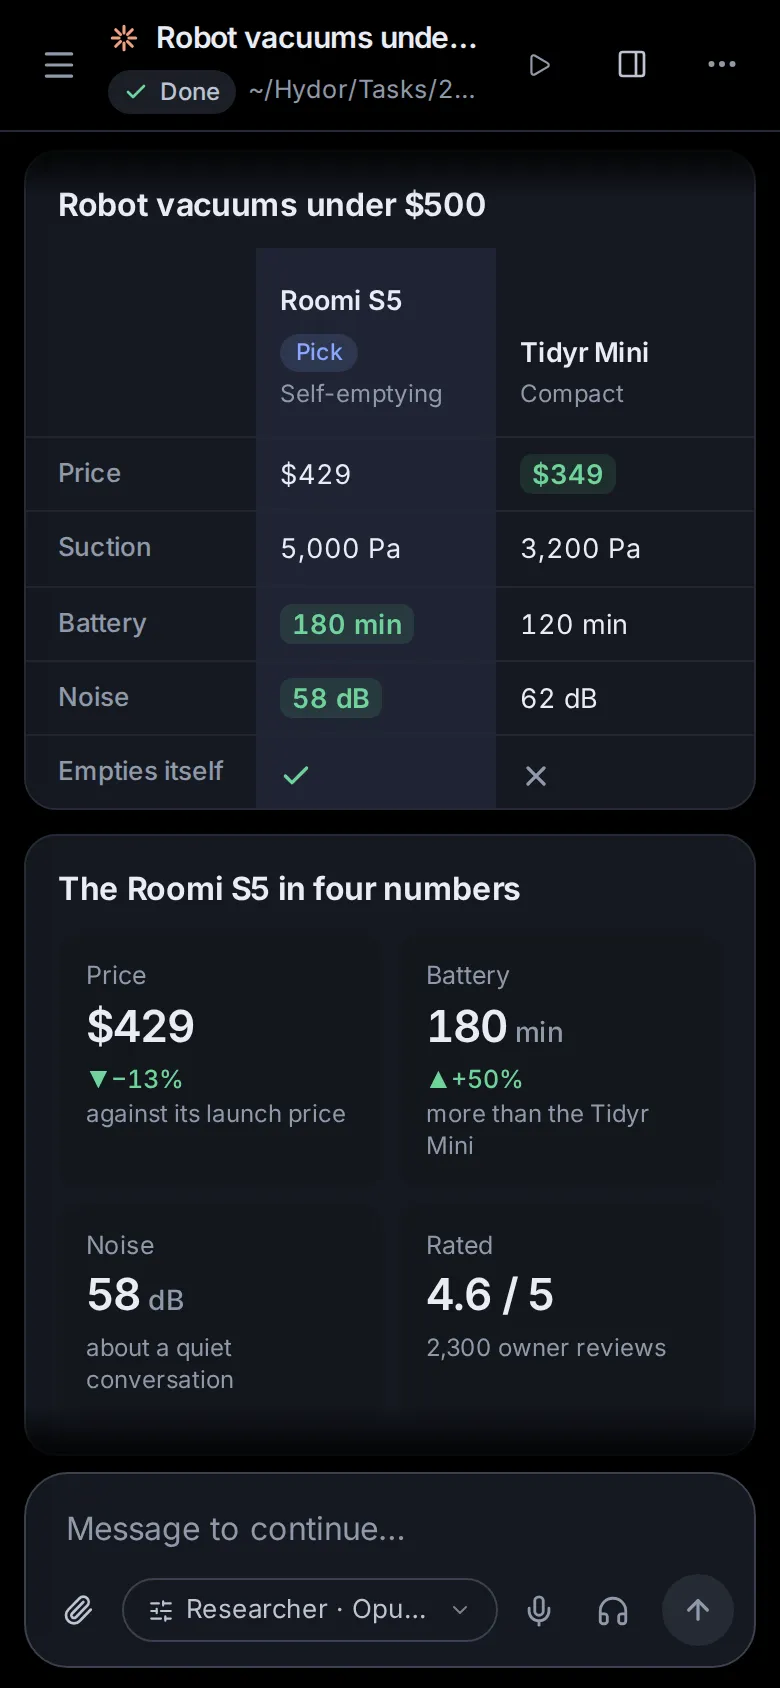 Robot vacuums unde...
Done ~/Hydor/Tasks/2...
Robot vacuums under $500
Roomi S5
Pick
Self-emptying
Tidyr Mini
Compact
Price $429 $349
Suction 5,000 Pa 3,200 Pa
Battery 180 min 120 min
Noise 58 dB 62 dB
Empties itself
The Roomi S5 in four numbers
Price
$429
▼−13%
against its launch price
Battery
180 min
▲+50%
more than the Tidyr
Mini
Noise
58 dB
about a quiet
conversation
Rated
4.6 / 5
2,300 owner reviews
Message to continue...
Researcher · Opu...